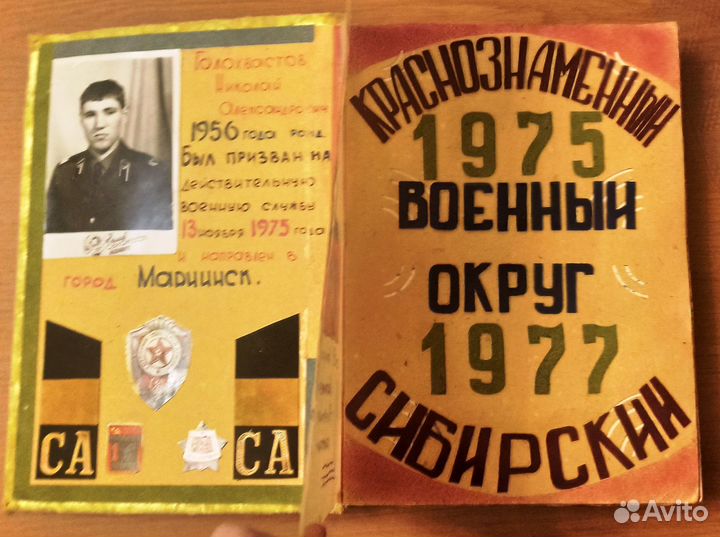 Голохвастов
Николай
Александрович
1956 года рожд.
Был призван на
действительную
военную службу
13 ноября 1975 года
и направлен в
город Мариинск.
СА
СА
КРАСНОЗНАМЕННЫЙ
1975
ВОЕННЫЙ
ОКРУГ
1977
СИБИРСКИЙ
Avito